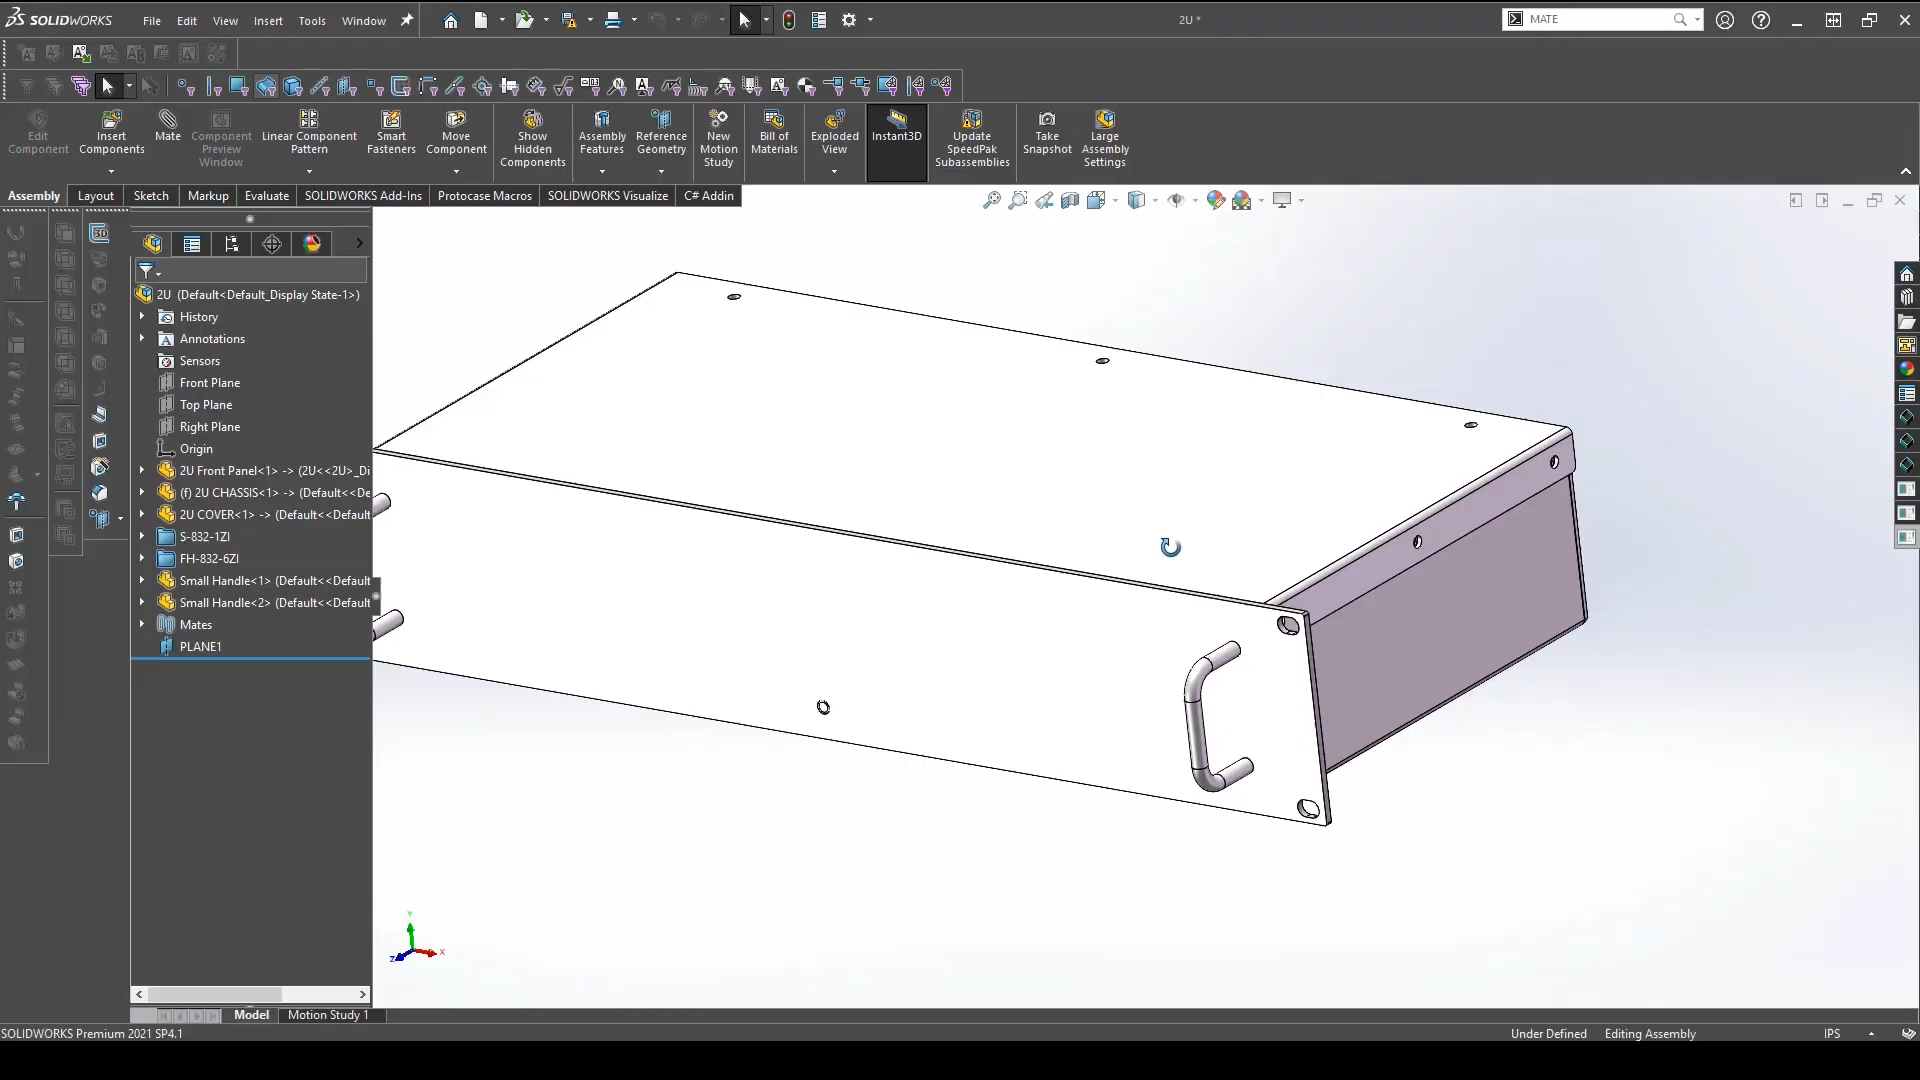 SOLIDWORKS File Edit View Insert Tools Window 2U * MATE
Edit Component
Insert Components
Mate
Component Preview Window
Linear Component Pattern
Smart Fasteners
Move Component
Show Hidden Components
Assembly Features
Reference Geometry
New Motion Study
Bill of Materials
Exploded View
Instant3D
Update SpeedPak Subassemblies
Take Snapshot
Large Assembly Settings
Assembly Layout Sketch Markup Evaluate SOLIDWORKS Add-Ins Protocase Macros SOLIDWORKS Visualize C# Addin
2U (Default<Default_Display State-1>)
History
Annotations
Sensors
Front Plane
Top Plane
Right Plane
Origin
2U Front Panel<1> -> (2U<<2U>_Di
(f) 2U CHASSIS<1> -> (Default<<De
2U COVER<1> -> (Default<<Default
S-832-1ZI
FH-832-6ZI
Small Handle<1> (Default<<Default
Small Handle<2> (Default<<Default
Mates
PLANE1
Y
X
Z
Model Motion Study 1
SOLIDWORKS Premium 2021 SP4.1 Under Defined Editing Assembly IPS